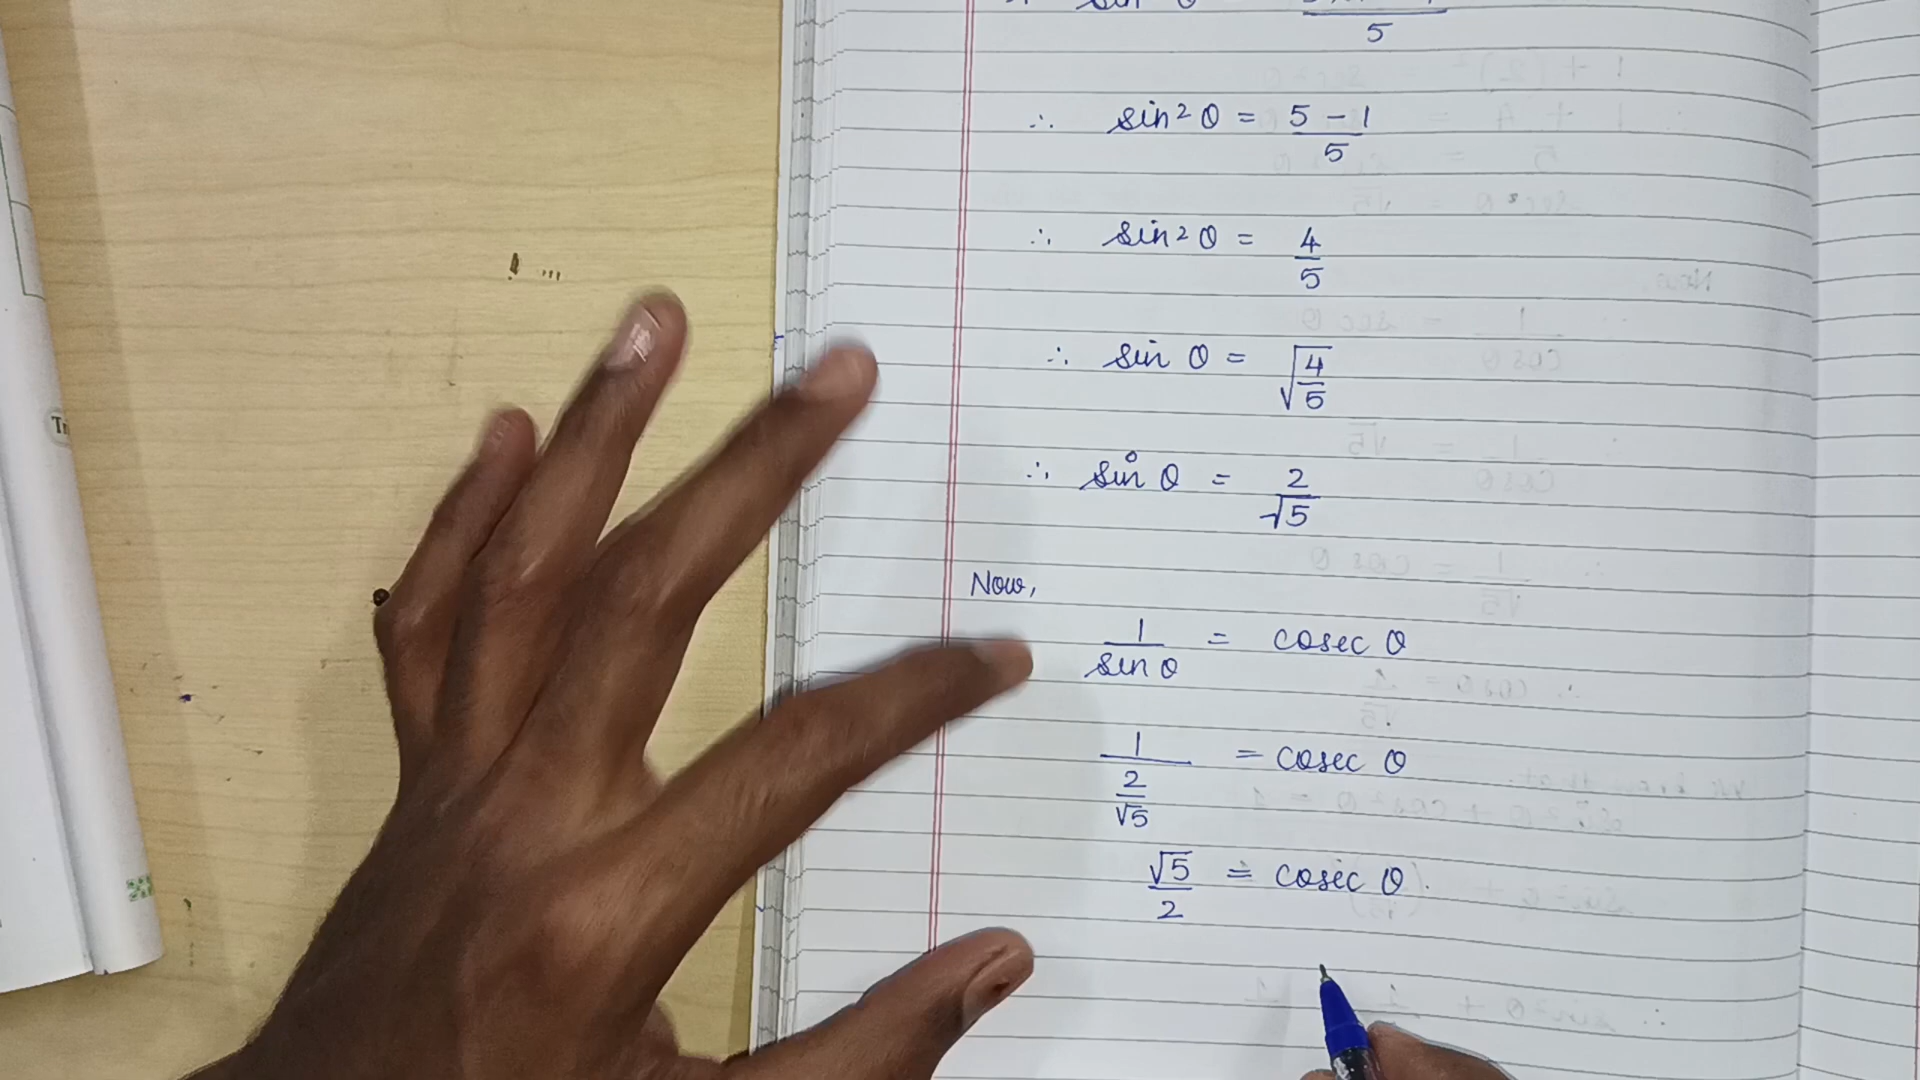 5
∴ sin²θ = 5 - 1 / 5
∴ sin²θ = 4/5
∴ sin θ = √4/5
∴ sin θ = 2/√5
Now,
1/sin θ = cosec θ
1/(2/√5) = cosec θ
√5/2 = cosec θ.